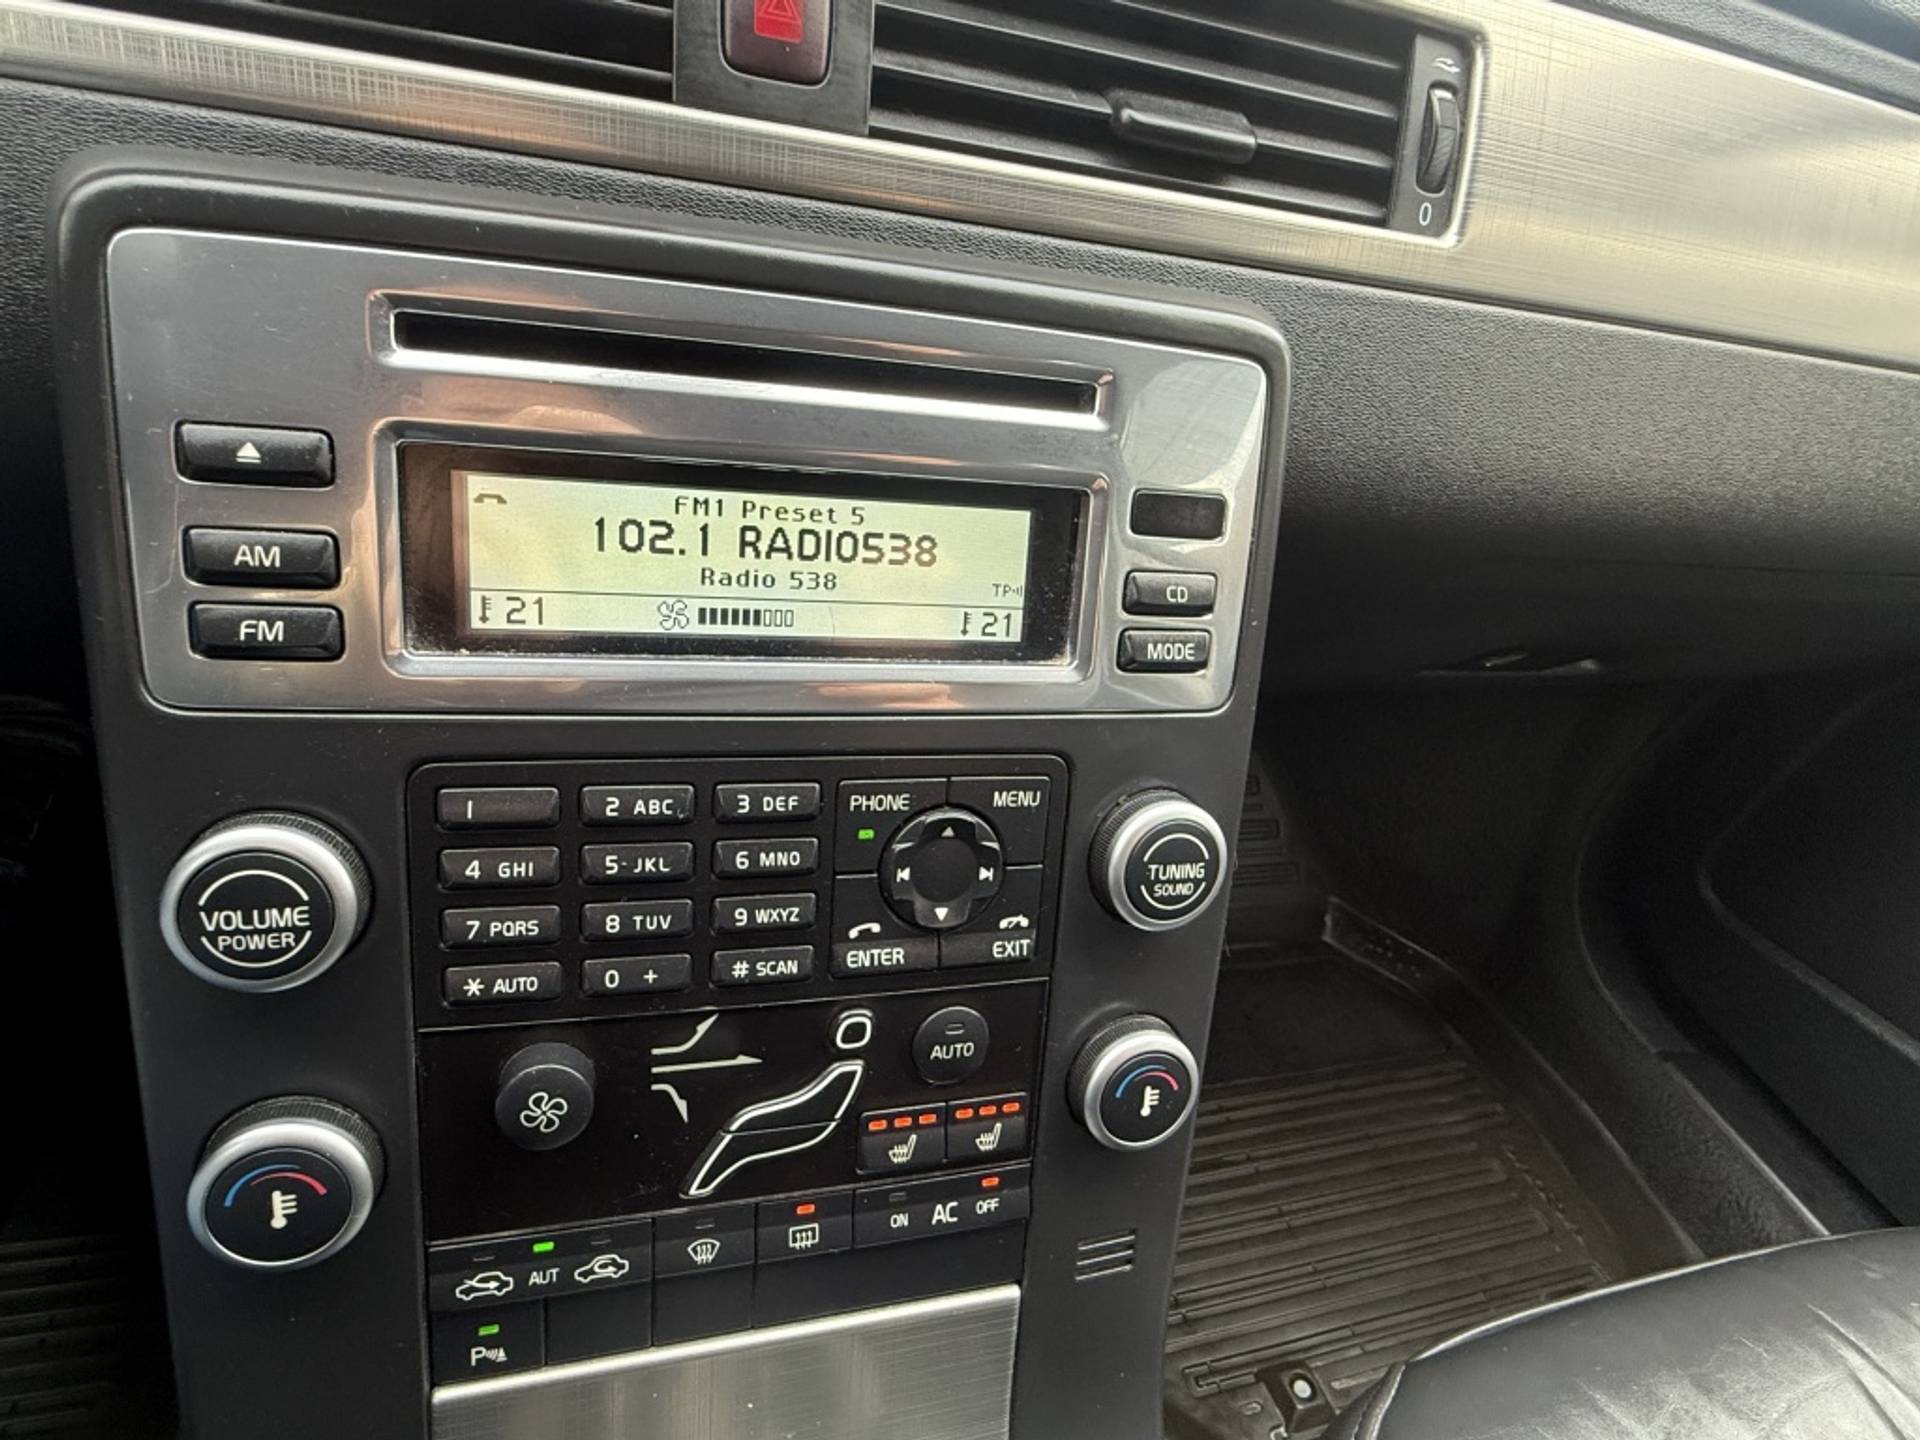 0
AM
FM
FM1 Preset 5
102.1 RADIO538
Radio 538
TP
21
21
CD
MODE
1
2 ABC
3 DEF
4 GHI
5 JKL
6 MNO
7 PQRS
8 TUV
9 WXYZ
* AUTO
0 +
# SCAN
PHONE
MENU
ENTER
EXIT
VOLUME
POWER
TUNING
SOUND
AUTO
ON AC OFF
AUT
P